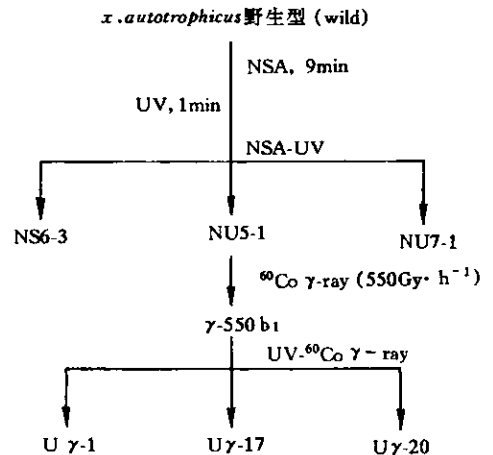 x.autotrophicus野生型 (wild)
NSA, 9min
UV, 1min
NSA-UV
NS6-3 NU5-1 NU7-1
⁶⁰Co γ-ray (550Gy· h⁻¹)
γ-550 b₁
UV-⁶⁰Co γ－ray
U γ-1 Uγ-17 Uγ-20